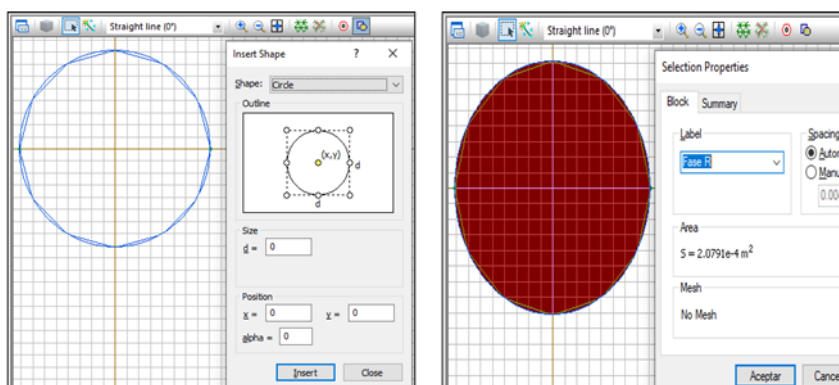 Straight line (0°)
Insert Shape ? X
Shape: Circle
Outline
(x,y)
d
d
Size
d = 0
Position
x = 0 y = 0
alpha = 0
Insert Close
Straight line (0°)
Selection Properties
Block Summary
Label
Fase R
Spacing
Area
S = 2.0791e-4 m²
Mesh
No Mesh
Aceptar